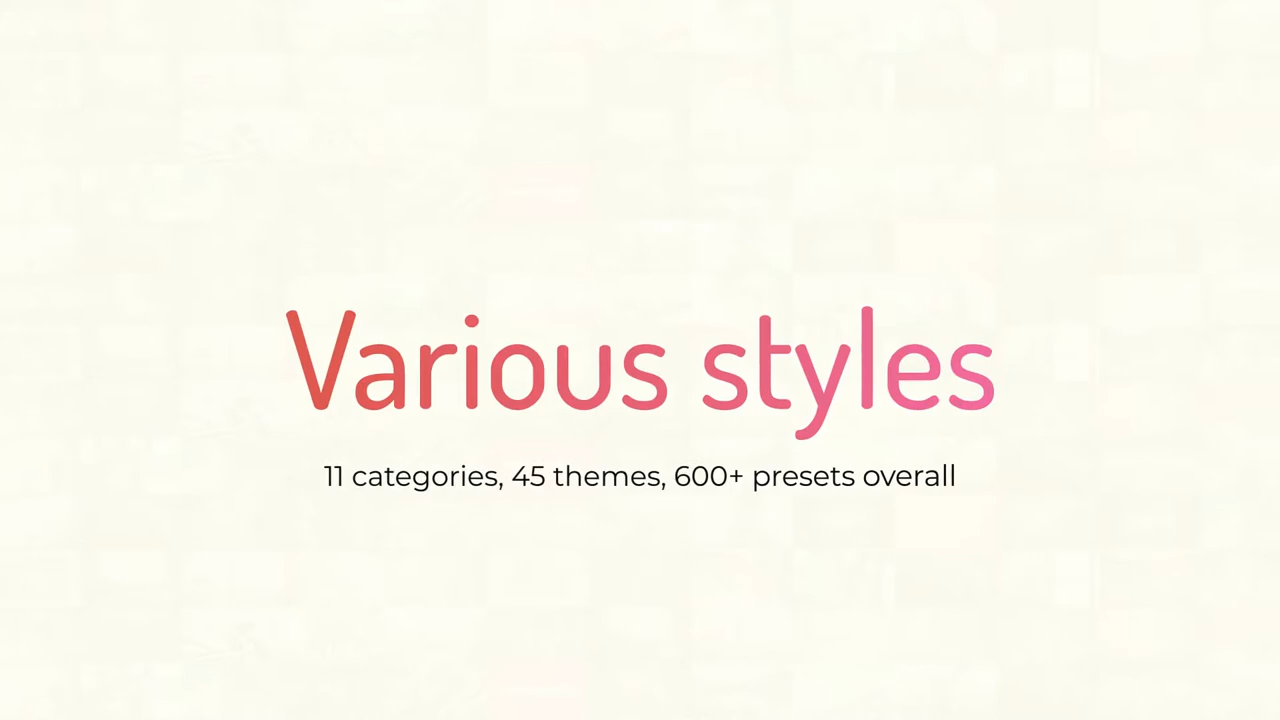 Various styles
11 categories, 45 themes, 600+ presets overall